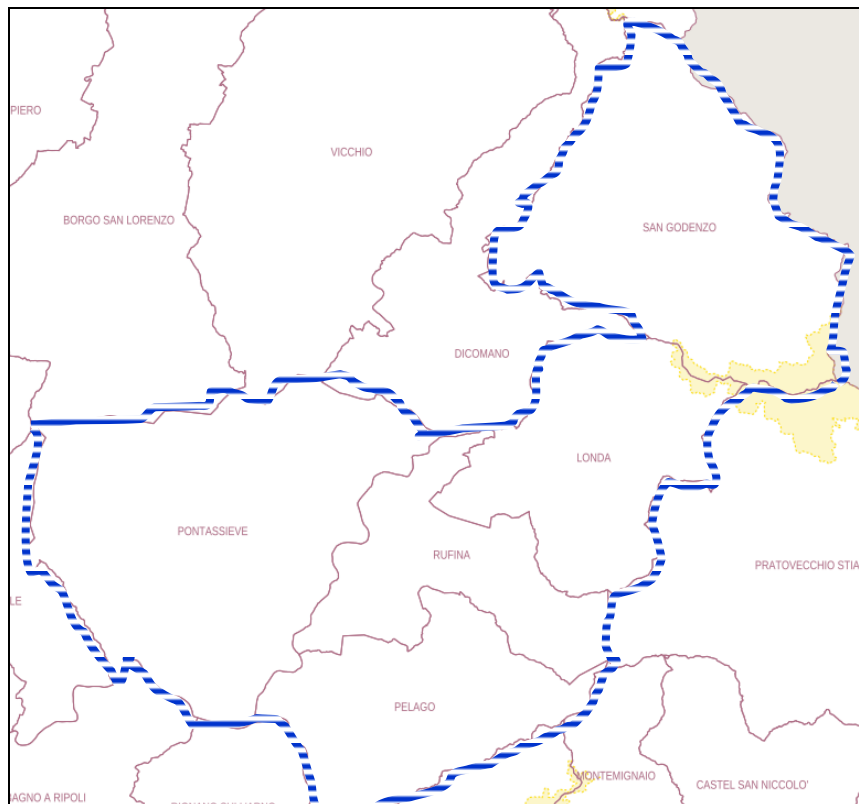 PIERO
VICCHIO
BORGO SAN LORENZO
SAN GODENZO
DICOMANO
LONDA
PONTASSIEVE
RUFINA
PRATOVECCHIO STIA
LE
PELAGO
MONTEMIGNAIO
CASTEL SAN NICCOLO'
BAGNO A RIPOLI